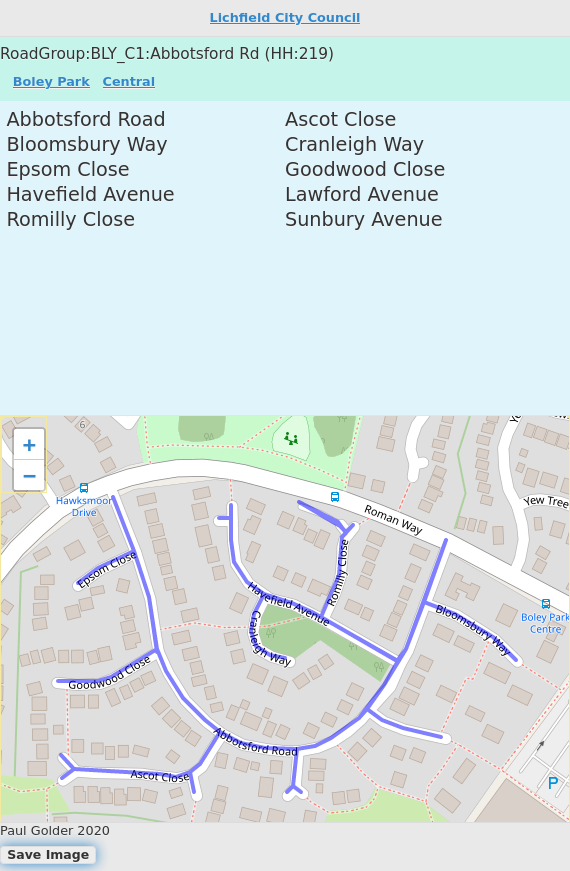 Lichfield City Council
RoadGroup:BLY_C1:Abbotsford Rd (HH:219)
Boley Park Central
Abbotsford Road Ascot Close
Bloomsbury Way Cranleigh Way
Epsom Close Goodwood Close
Havefield Avenue Lawford Avenue
Romilly Close Sunbury Avenue
+
−
6
Hawksmoor
Drive
Roman Way
Yew Tree
Epsom Close
Romilly Close
Havefield Avenue
Cranleigh Way
Bloomsbury Way
Boley Park
Centre
Goodwood Close
Abbotsford Road
Ascot Close
P
Paul Golder 2020
Save Image